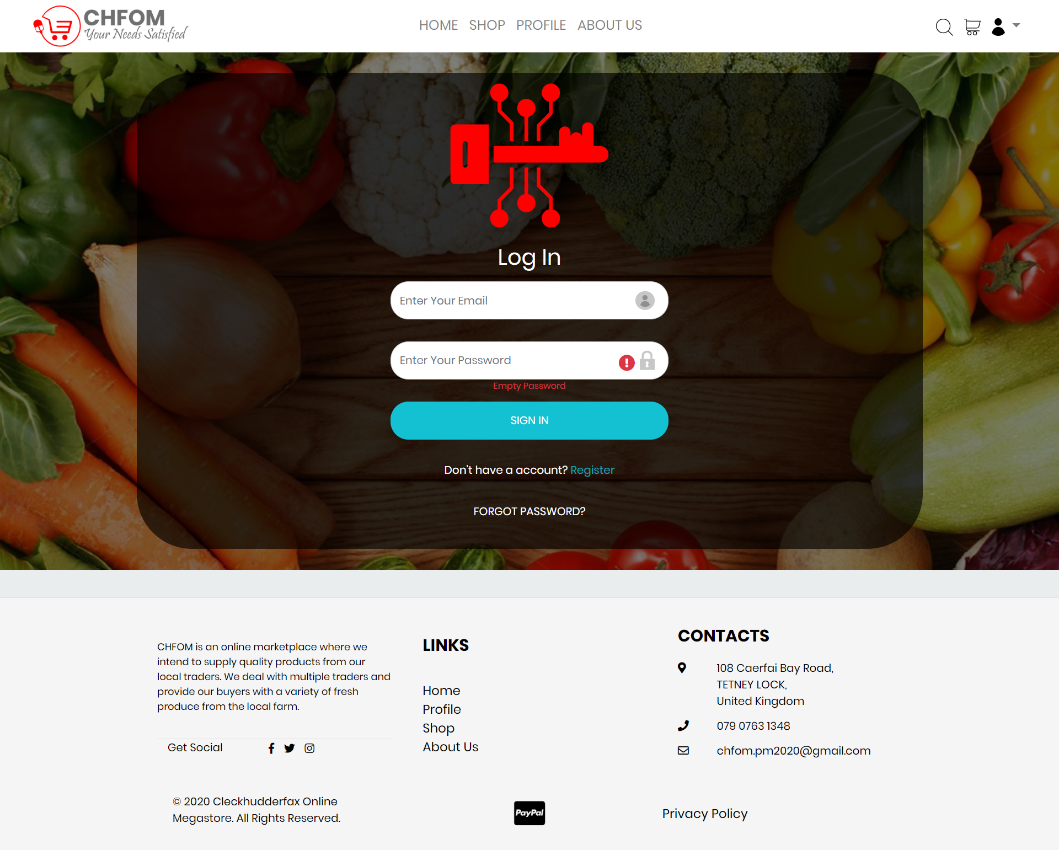 CHFOM
Your Needs Satisfied
HOME SHOP PROFILE ABOUT US
Log In
Enter Your Email
Enter Your Password
Empty Password
SIGN IN
Don't have a account? Register
FORGOT PASSWORD?
CHFOM is an online marketplace where we
intend to supply quality products from our
local traders. We deal with multiple traders and
provide our buyers with a variety of fresh
produce from the local farm.
Get Social
LINKS
Home
Profile
Shop
About Us
CONTACTS
108 Caerfai Bay Road,
TETNEY LOCK,
United Kingdom
079 0763 1348
chfom.pm2020@gmail.com
© 2020 Cleckhudderfax Online
Megastore. All Rights Reserved.
PayPal
Privacy Policy